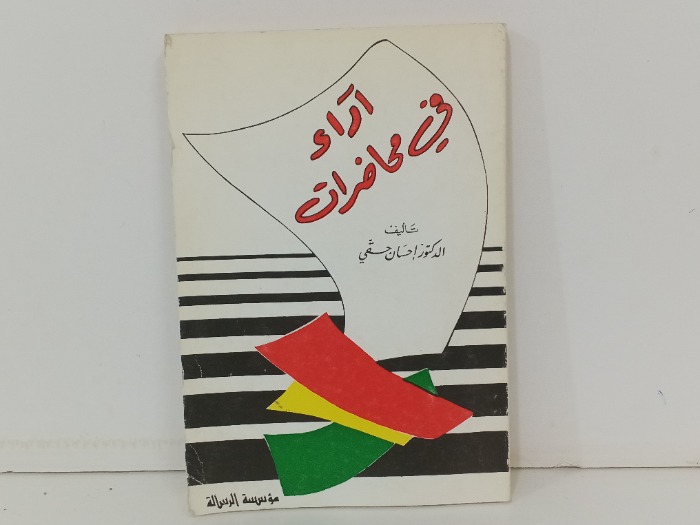 آراء
في محاضرات
تأليف
الدكتور إحسان حقي
مؤسسة الرسالة